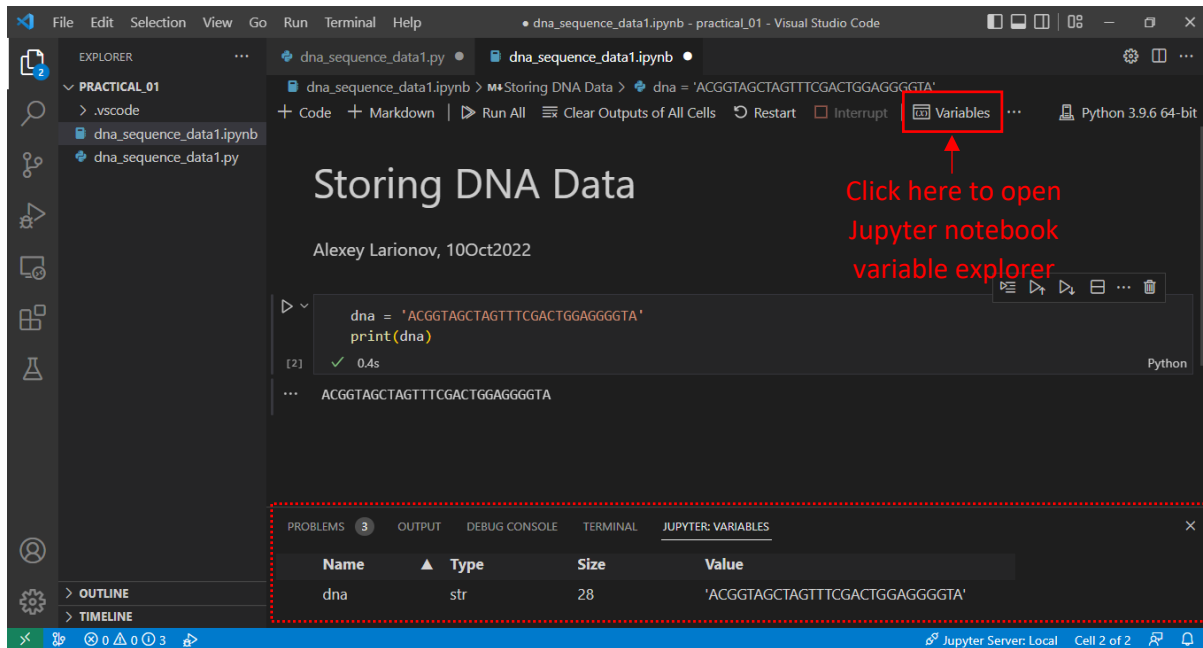 File Edit Selection View Go Run Terminal Help ● dna_sequence_data1.ipynb - practical_01 - Visual Studio Code
2
EXPLORER ···
PRACTICAL_01
.vscode
dna_sequence_data1.ipynb
dna_sequence_data1.py
dna_sequence_data1.py ● dna_sequence_data1.ipynb ●
dna_sequence_data1.ipynb > M↓Storing DNA Data > dna = 'ACGGTAGCTAGTTTCGACTGGAGGGGTA'
+ Code + Markdown | Run All Clear Outputs of All Cells Restart Interrupt | Variables ··· Python 3.9.6 64-bit
Storing DNA Data
Alexey Larionov, 10Oct2022
Click here to open
Jupyter notebook
variable explorer
dna = 'ACGGTAGCTAGTTTCGACTGGAGGGGTA'
print(dna)
[2] ✓ 0.4s Python
··· ACGGTAGCTAGTTTCGACTGGAGGGGTA
PROBLEMS 3 OUTPUT DEBUG CONSOLE TERMINAL JUPYTER: VARIABLES
Name ▲ Type Size Value
dna str 28 'ACGGTAGCTAGTTTCGACTGGAGGGGTA'
OUTLINE
TIMELINE
0 0 3 Jupyter Server: Local Cell 2 of 2